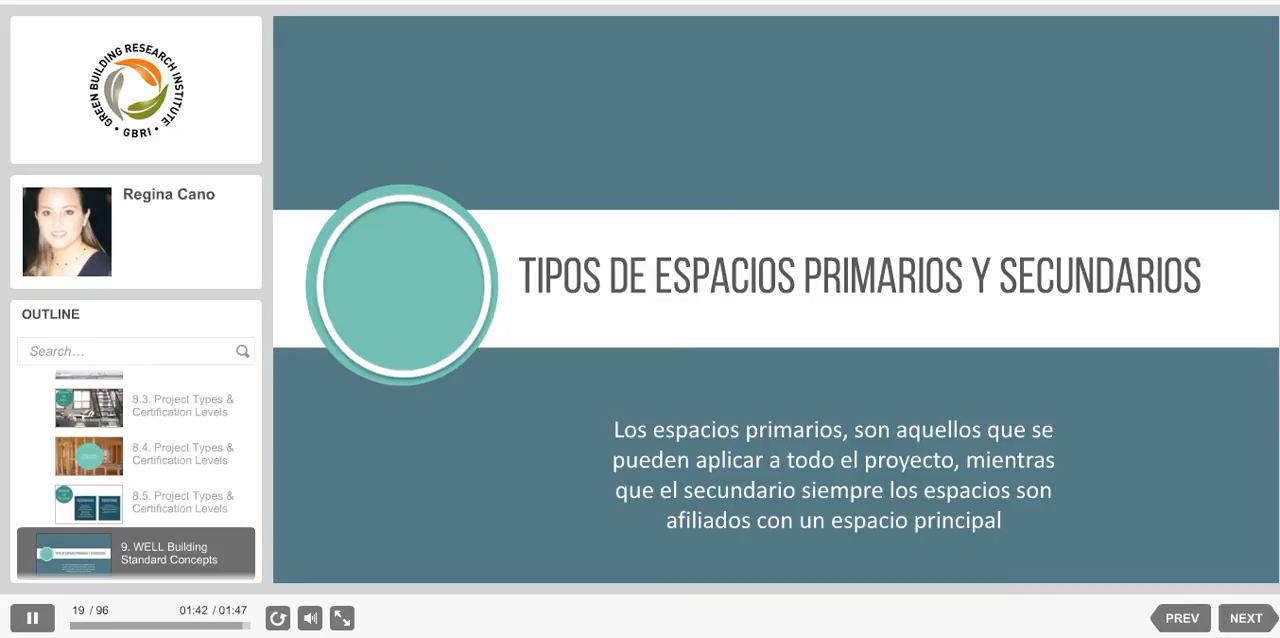 GREEN BUILDING RESEARCH INSTITUTE
• GBRI •
Regina Cano
OUTLINE
Search...
8.3. Project Types &
Certification Levels
8.4. Project Types &
Certification Levels
8.5. Project Types &
Certification Levels
9. WELL Building
Standard Concepts
TIPOS DE ESPACIOS PRIMARIOS Y SECUNDARIOS
Los espacios primarios, son aquellos que se
pueden aplicar a todo el proyecto, mientras
que el secundario siempre los espacios son
afiliados con un espacio principal
19 / 96
01:42 / 01:47
PREV
NEXT